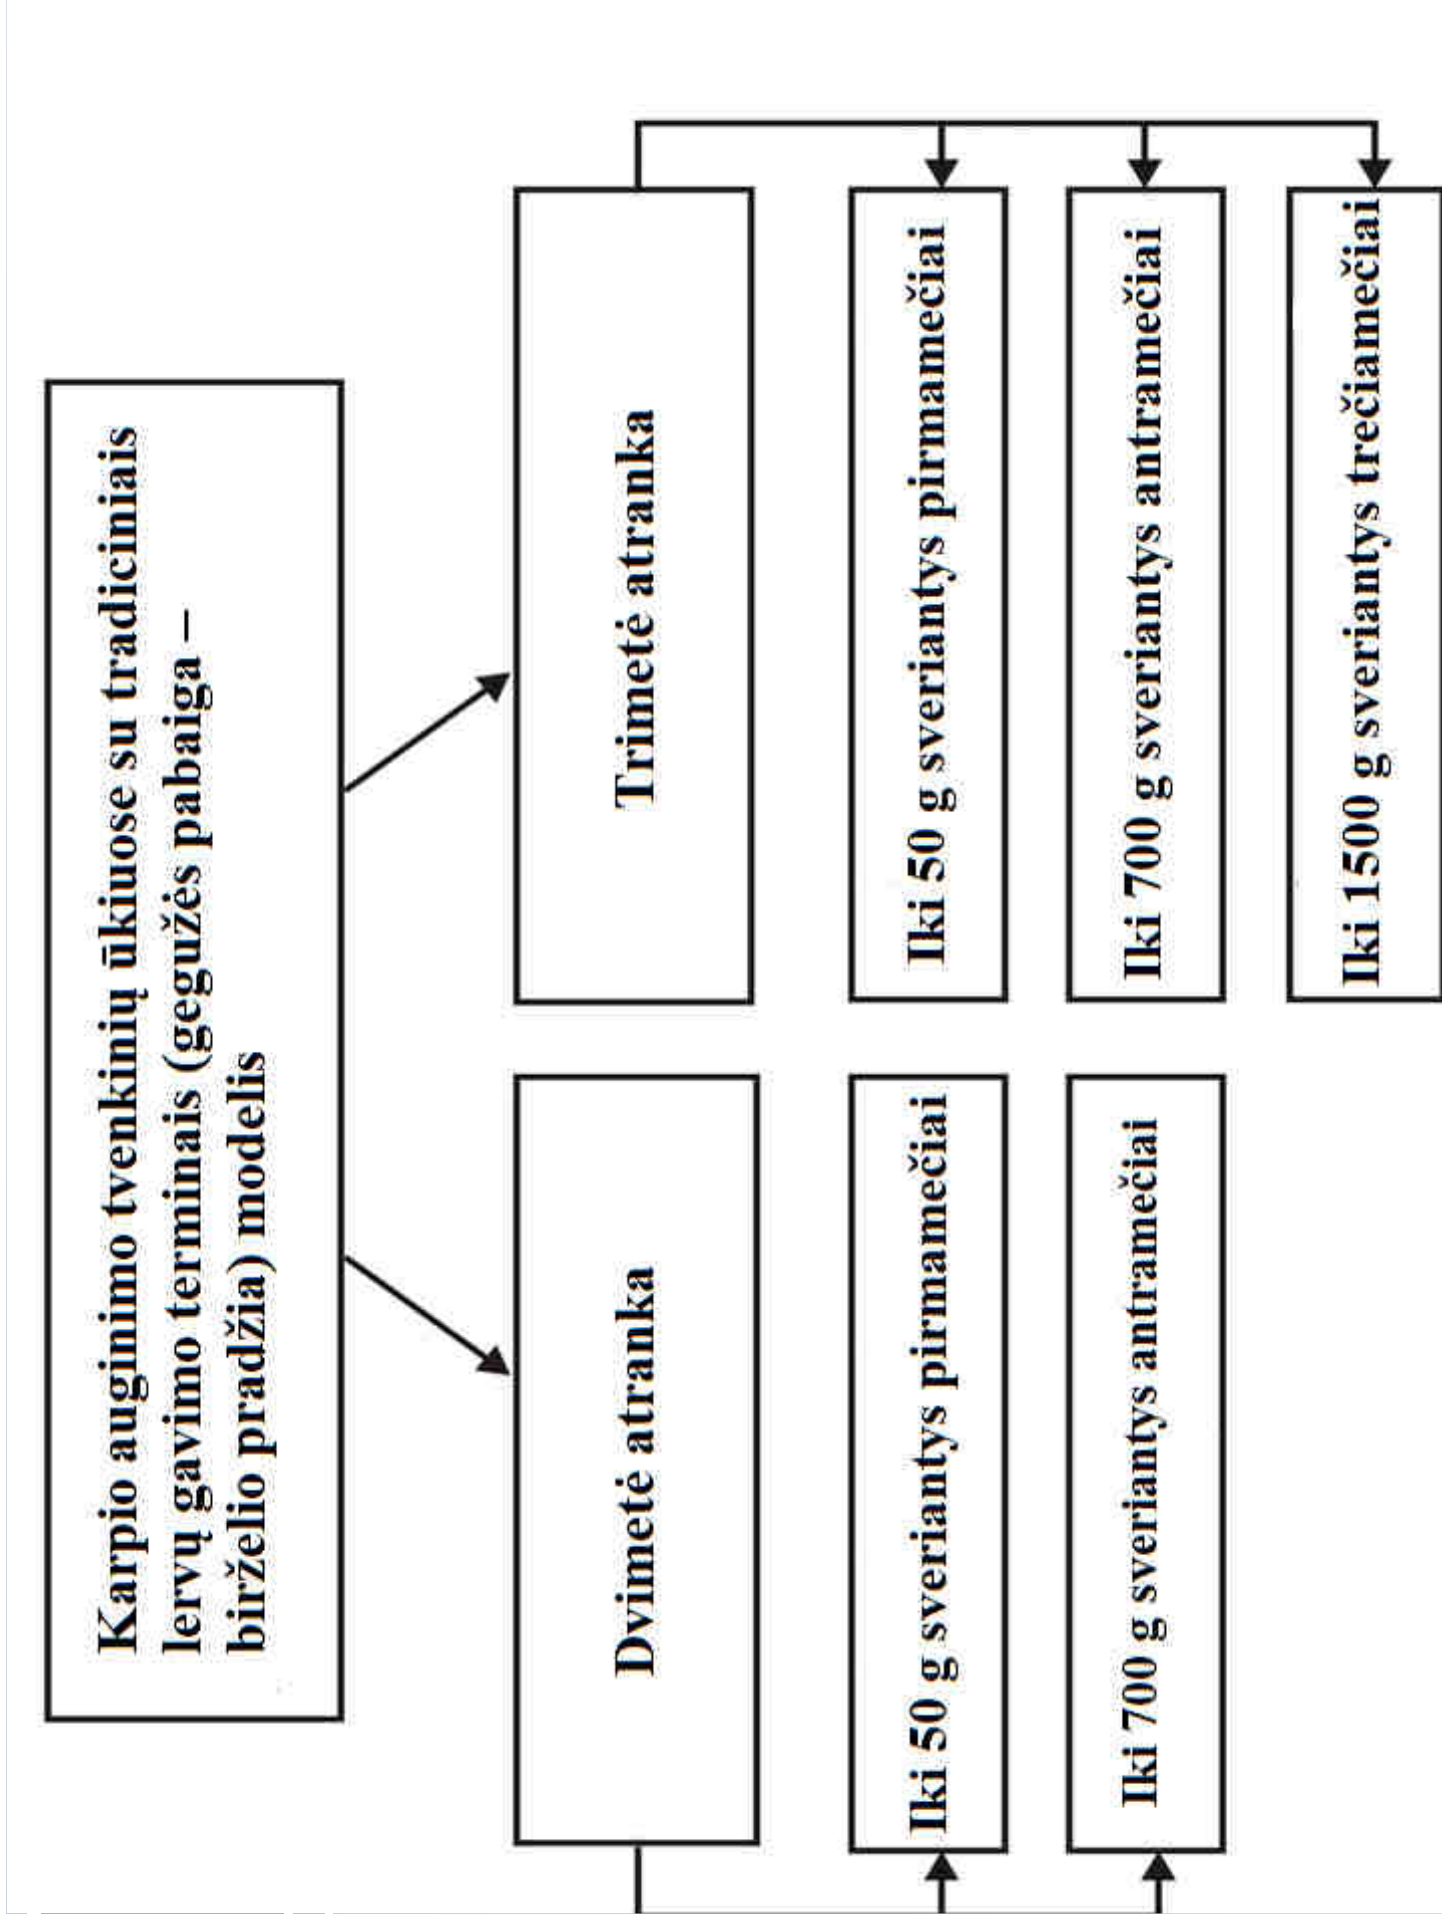 Karpio auginimo tvenkinių ūkiuose su tradiciniais
lervų gavimo terminais (gegužės pabaiga –
birželio pradžia) modelis
Dvimetė atranka
Iki 50 g sveriantys pirmamečiai
Iki 700 g sveriantys antramečiai
Trimetė atranka
Iki 50 g sveriantys pirmamečiai
Iki 700 g sveriantys antramečiai
Iki 1500 g sveriantys trečiamečiai